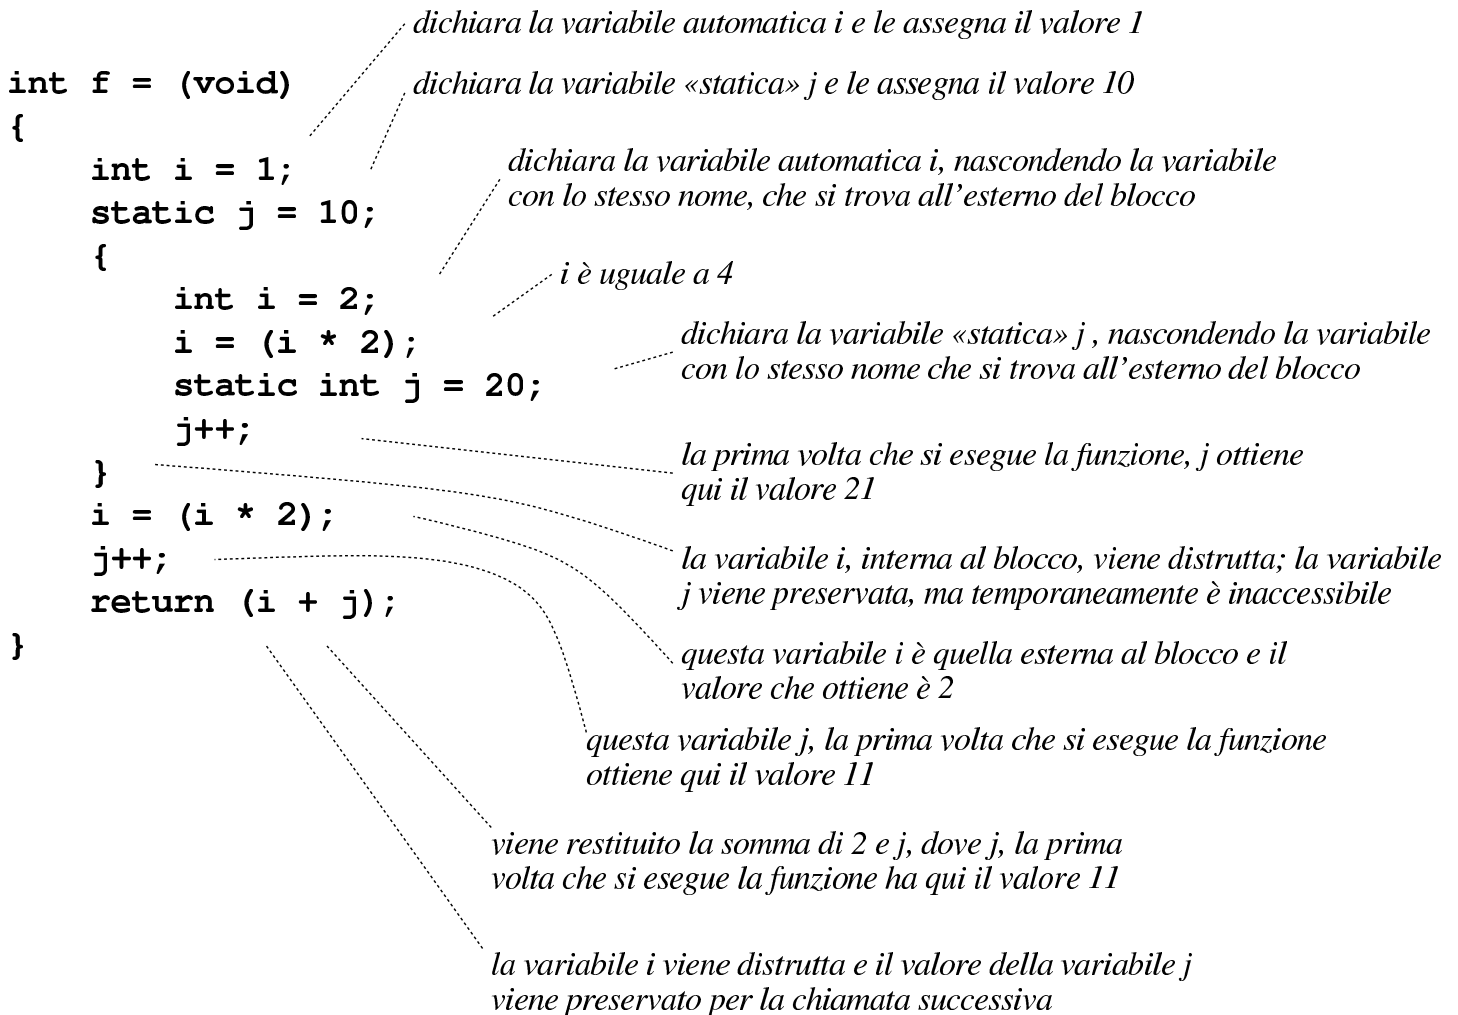 dichiara la variabile automatica i e le assegna il valore 1
int f = (void)
dichiara la variabile «statica» j e le assegna il valore 10
{
int i = 1;
dichiara la variabile automatica i, nascondendo la variabile
con lo stesso nome, che si trova all'esterno del blocco
static j = 10;
{
i è uguale a 4
int i = 2;
i = (i * 2);
dichiara la variabile «statica» j , nascondendo la variabile
con lo stesso nome che si trova all'esterno del blocco
static int j = 20;
j++;
la prima volta che si esegue la funzione, j ottiene
qui il valore 21
}
i = (i * 2);
j++;
la variabile i, interna al blocco, viene distrutta; la variabile
j viene preservata, ma temporaneamente è inaccessibile
return (i + j);
}
questa variabile i è quella esterna al blocco e il
valore che ottiene è 2
questa variabile j, la prima volta che si esegue la funzione
ottiene qui il valore 11
viene restituito la somma di 2 e j, dove j, la prima
volta che si esegue la funzione ha qui il valore 11
la variabile i viene distrutta e il valore della variabile j
viene preservato per la chiamata successiva